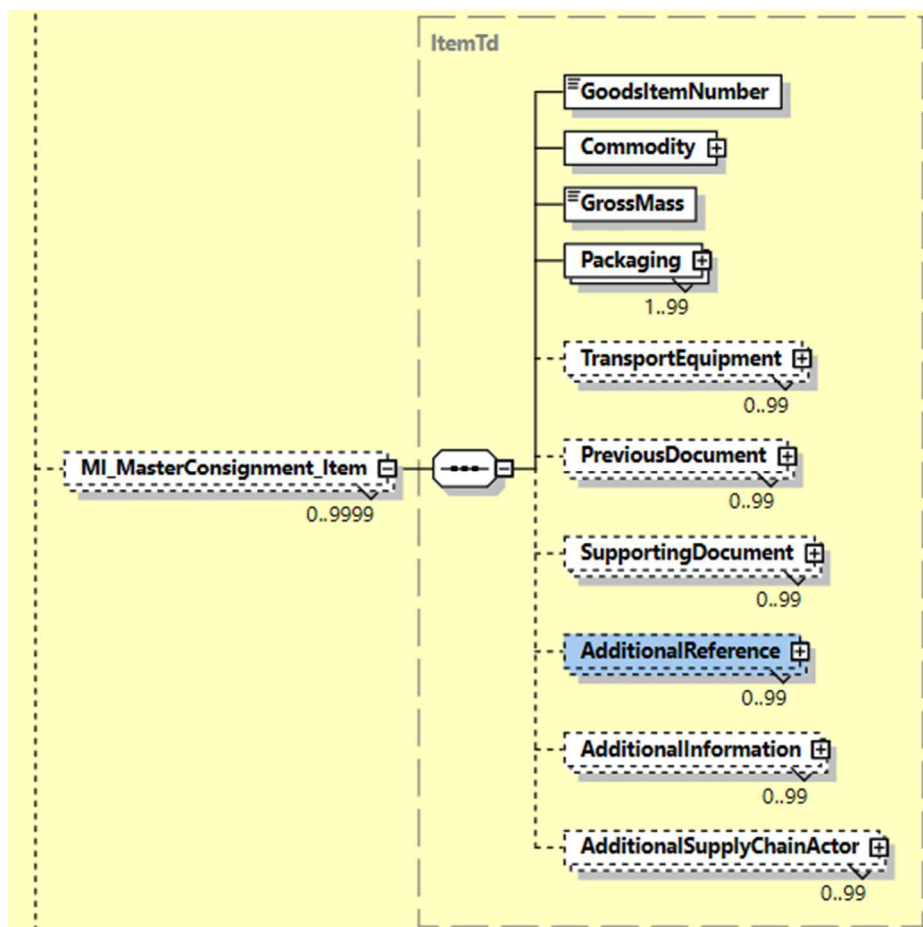 ItemTd
GoodsItemNumber
Commodity
GrossMass
Packaging
1..99
TransportEquipment
0..99
PreviousDocument
0..99
MI_MasterConsignment_Item
0..9999
SupportingDocument
0..99
AdditionalReference
0..99
AdditionalInformation
0..99
AdditionalSupplyChainActor
0..99